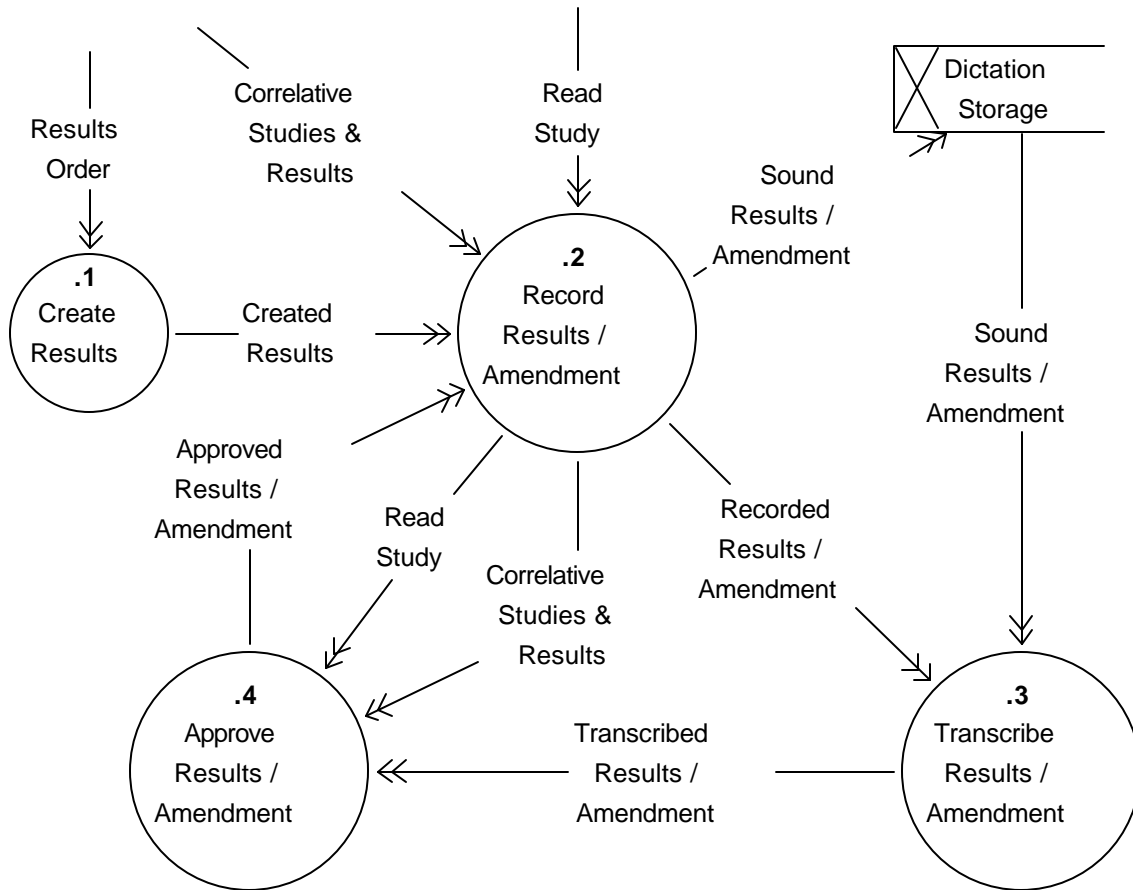 Results
Order
Correlative
Studies &
Results
Read
Study
Dictation
Storage
Sound
Results /
Amendment
.1
Create
Results
Created
Results
.2
Record
Results /
Amendment
Sound
Results /
Amendment
Approved
Results /
Amendment
Read
Study
Correlative
Studies &
Results
Recorded
Results /
Amendment
.4
Approve
Results /
Amendment
Transcribed
Results /
Amendment
.3
Transcribe
Results /
Amendment